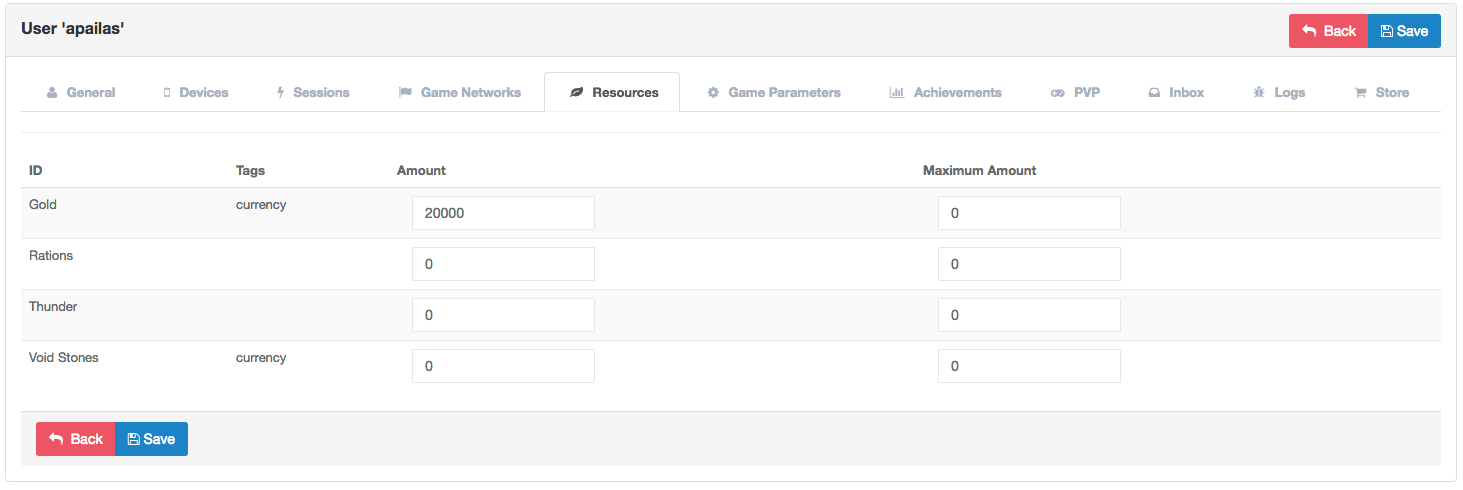 User 'apailas'
Back Save
General Devices Sessions Game Networks Resources Game Parameters Achievements PVP Inbox Logs Store
ID Tags Amount Maximum Amount
Gold currency 20000 0
Rations 0 0
Thunder 0 0
Void Stones currency 0 0
Back Save